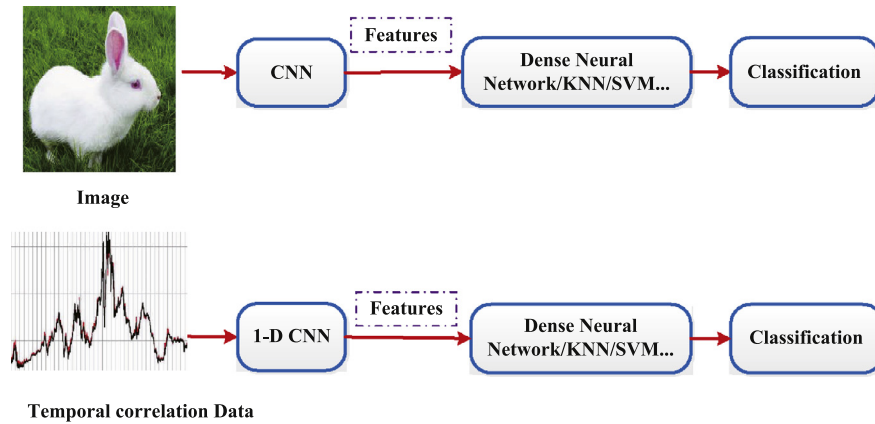 Features
CNN
Dense Neural
Network/KNN/SVM...
Classification
Image
Features
1-D CNN
Dense Neural
Network/KNN/SVM...
Classification
Temporal correlation Data